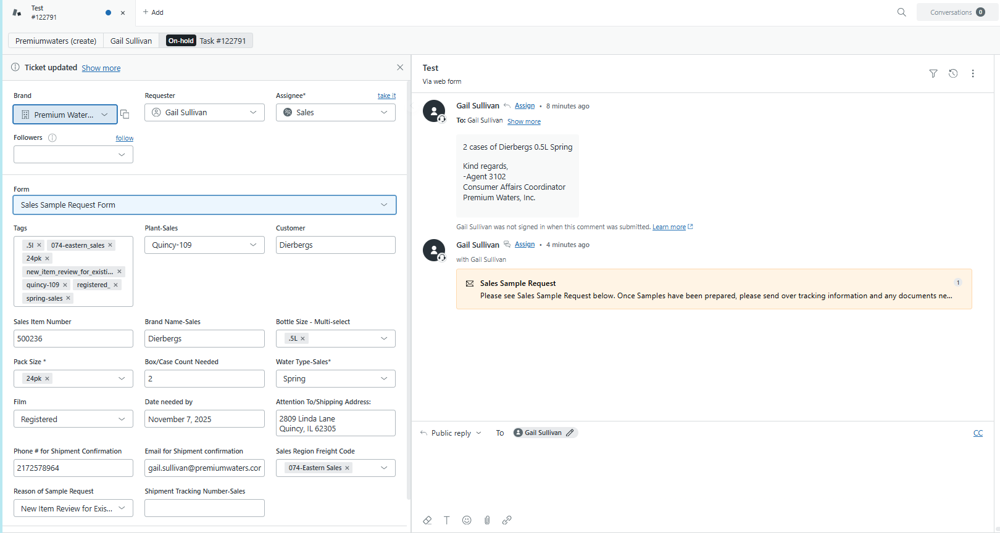 Test
#122791
+ Add
Conversations 0
Premiumwaters (create)
Gail Sullivan
On-hold Task #122791
Ticket updated Show more
Brand
Premium Water...
Requester
Gail Sullivan
Assignee* take it
Sales
Followers follow
Form
Sales Sample Request Form
Tags
.5l ×
074-eastern_sales ×
24pk ×
new_item_review_for_existi... ×
quincy-109 ×
registered_ ×
spring-sales ×
Plant-Sales
Quincy-109
Customer
Dierbergs
Sales Item Number
500236
Brand Name-Sales
Dierbergs
Bottle Size - Multi-select
.5L ×
Pack Size *
24pk ×
Box/Case Count Needed
2
Water Type-Sales*
Spring
Film
Registered
Date needed by
November 7, 2025
Attention To/Shipping Address:
2809 Linda Lane
Quincy, IL 62305
Phone # for Shipment Confirmation
2172578964
Email for Shipment confirmation
gail.sullivan@premiumwaters.cor
Sales Region Freight Code
074-Eastern Sales ×
Reason of Sample Request
New Item Review for Exis...
Shipment Tracking Number-Sales
Test
Via web form
Gail Sullivan Assign • 8 minutes ago
To: Gail Sullivan Show more
2 cases of Dierbergs 0.5L Spring
Kind regards,
-Agent 3102
Consumer Affairs Coordinator
Premium Waters, Inc.
Gail Sullivan was not signed in when this comment was submitted. Learn more
Gail Sullivan Assign • 4 minutes ago
with Gail Sullivan
Sales Sample Request 1
Please see Sales Sample Request below. Once Samples have been prepared, please send over tracking information and any documents ne...
Public reply To Gail Sullivan CC